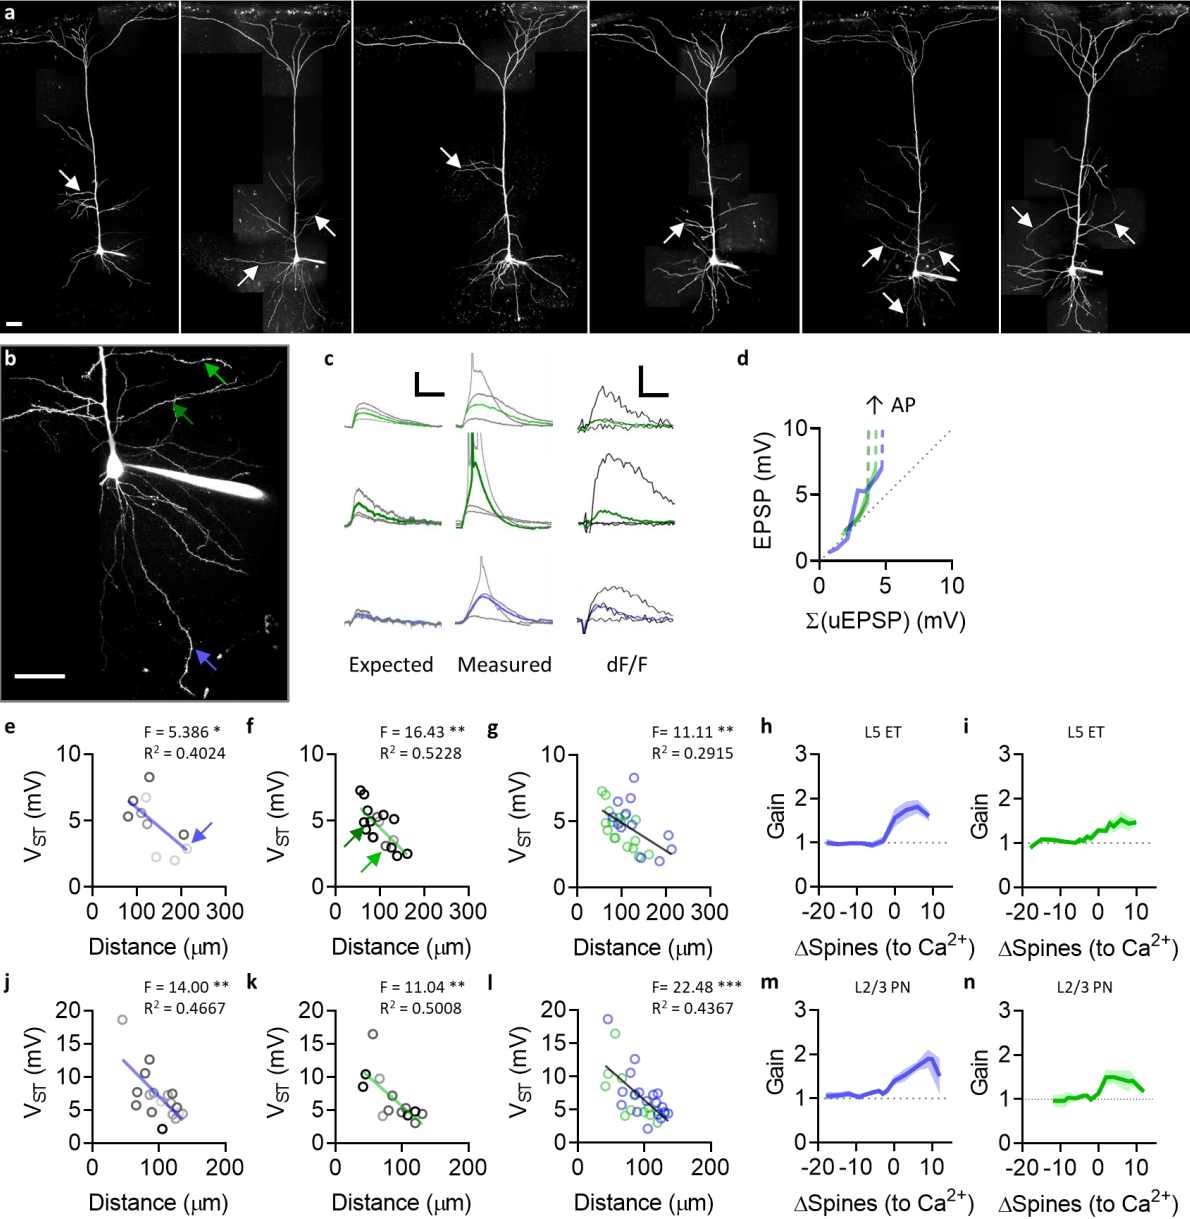 a
b
c
d
Expected
Measured
dF/F
↑ AP
EPSP (mV)
10
5
0
0
5
10
Σ(uEPSP) (mV)
e
F = 5.386 *
R² = 0.4024
V_ST (mV)
10
5
0
0
100
200
300
Distance (μm)
f
F = 16.43 **
R² = 0.5228
V_ST (mV)
10
5
0
0
100
200
300
Distance (μm)
g
F= 11.11 **
R² = 0.2915
V_ST (mV)
10
5
0
0
100
200
300
Distance (μm)
h
L5 ET
Gain
3
2
1
0
-20
-10
0
10
ΔSpines (to Ca²⁺)
i
L5 ET
Gain
3
2
1
0
-20
-10
0
10
ΔSpines (to Ca²⁺)
j
F = 14.00 **
R² = 0.4667
V_ST (mV)
20
15
10
5
0
0
100
200
Distance (μm)
k
F = 11.04 **
R² = 0.5008
V_ST (mV)
20
15
10
5
0
0
100
200
Distance (μm)
l
F= 22.48 ***
R² = 0.4367
V_ST (mV)
20
15
10
5
0
0
100
200
Distance (μm)
m
L2/3 PN
Gain
3
2
1
0
-20
-10
0
10
ΔSpines (to Ca²⁺)
n
L2/3 PN
Gain
3
2
1
0
-20
-10
0
10
ΔSpines (to Ca²⁺)